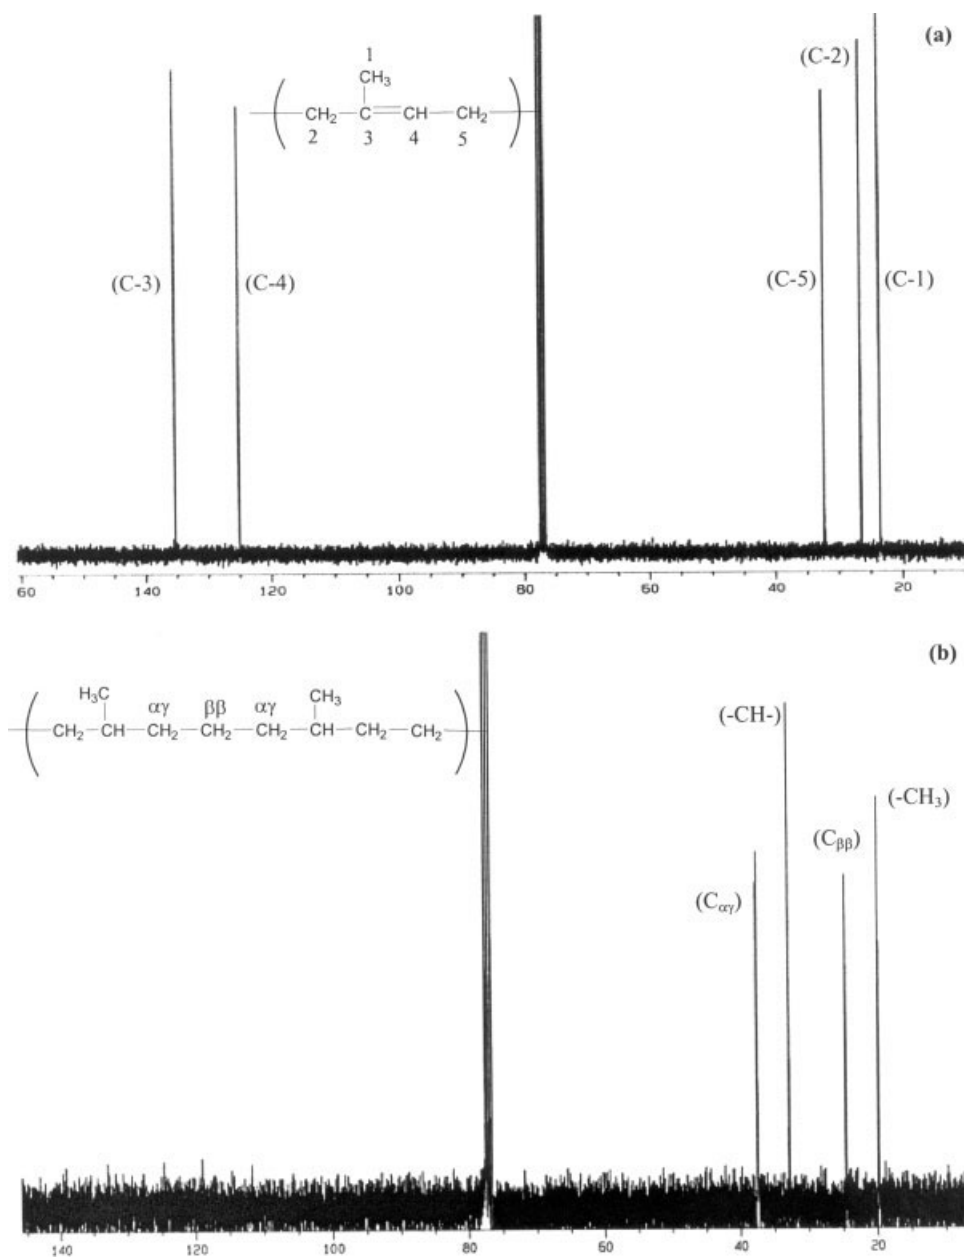 (a)
(C-2)
1
CH₃
CH₂—C=CH—CH₂
2 3 4 5
(C-3) (C-4) (C-5) (C-1)
60 140 120 100 80 60 40 20
(b)
H₃C αγ ββ αγ CH₃
CH₂—CH—CH₂—CH₂—CH₂—CH—CH₂—CH₂
(-CH-)
(-CH₃)
(Cββ)
(Cαγ)
140 120 100 80 60 40 20